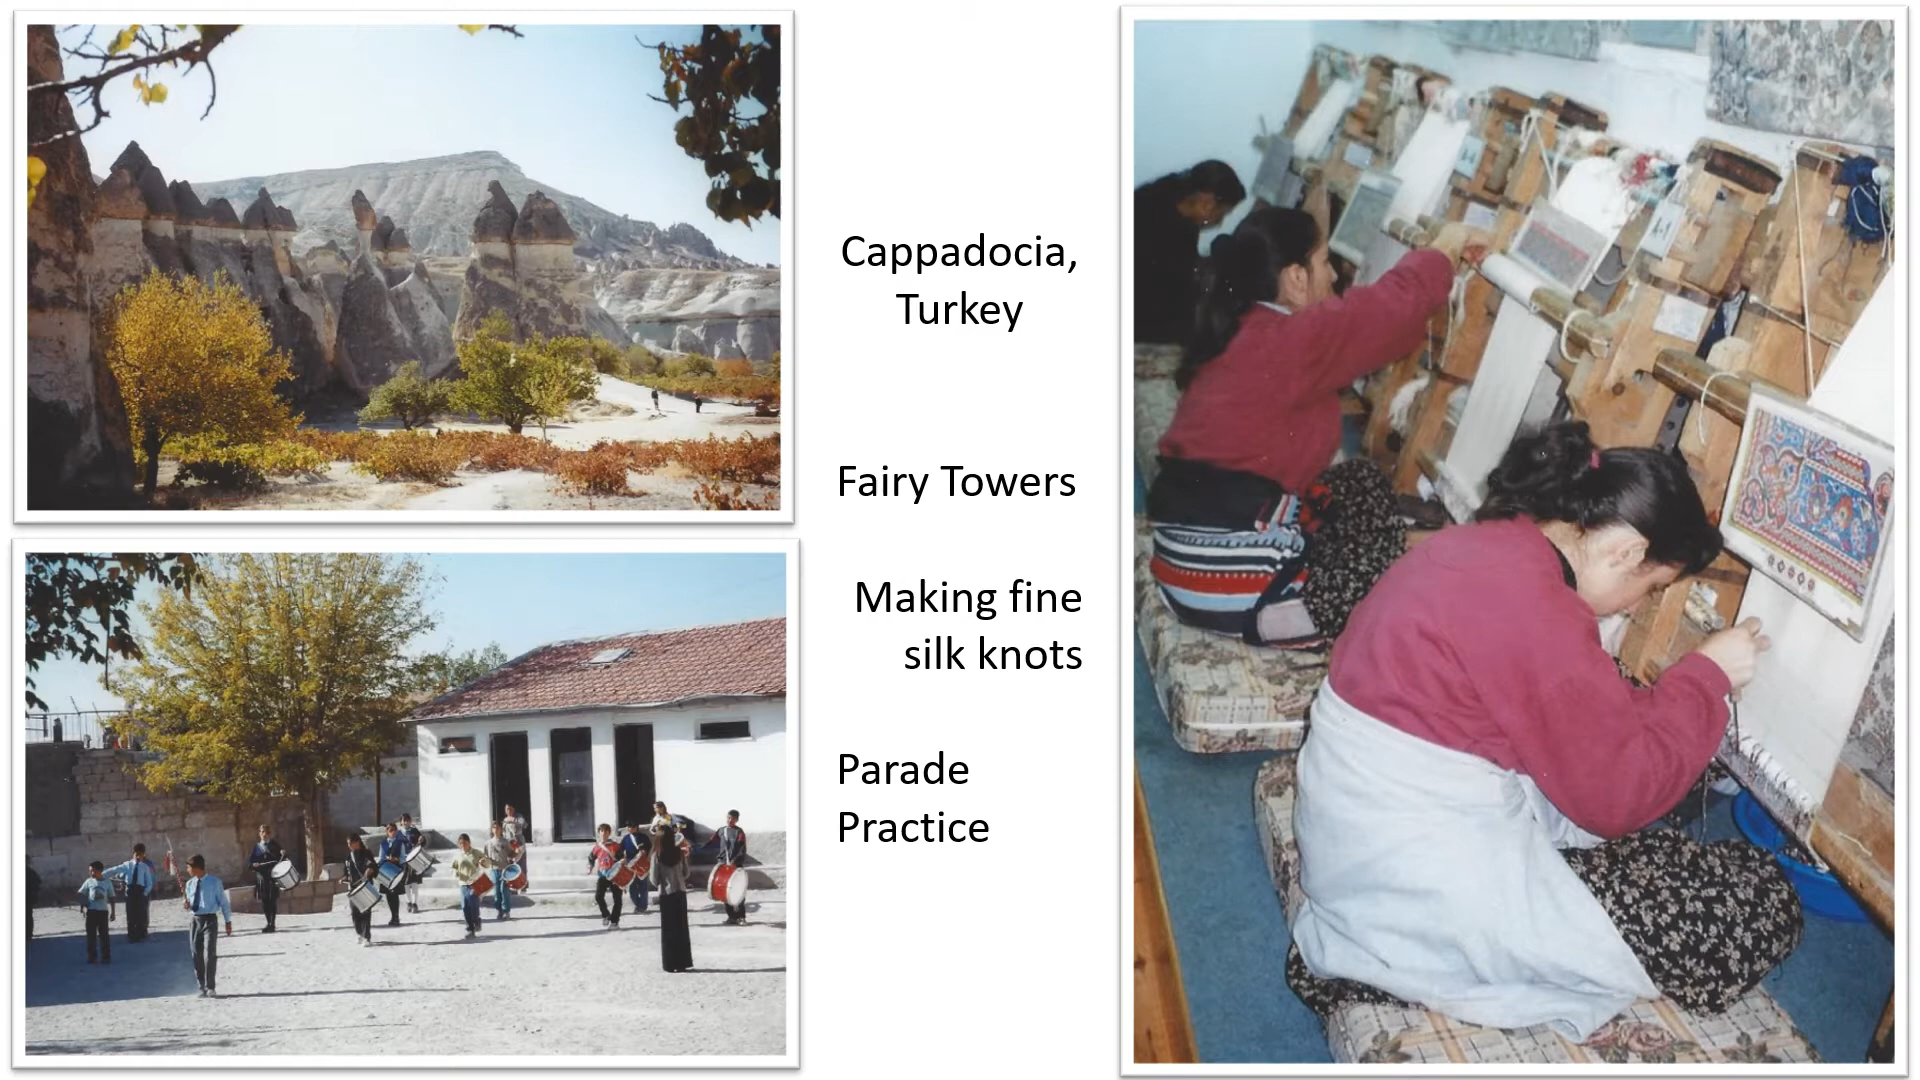 Cappadocia,
Turkey
Fairy Towers
Making fine
silk knots
Parade
Practice